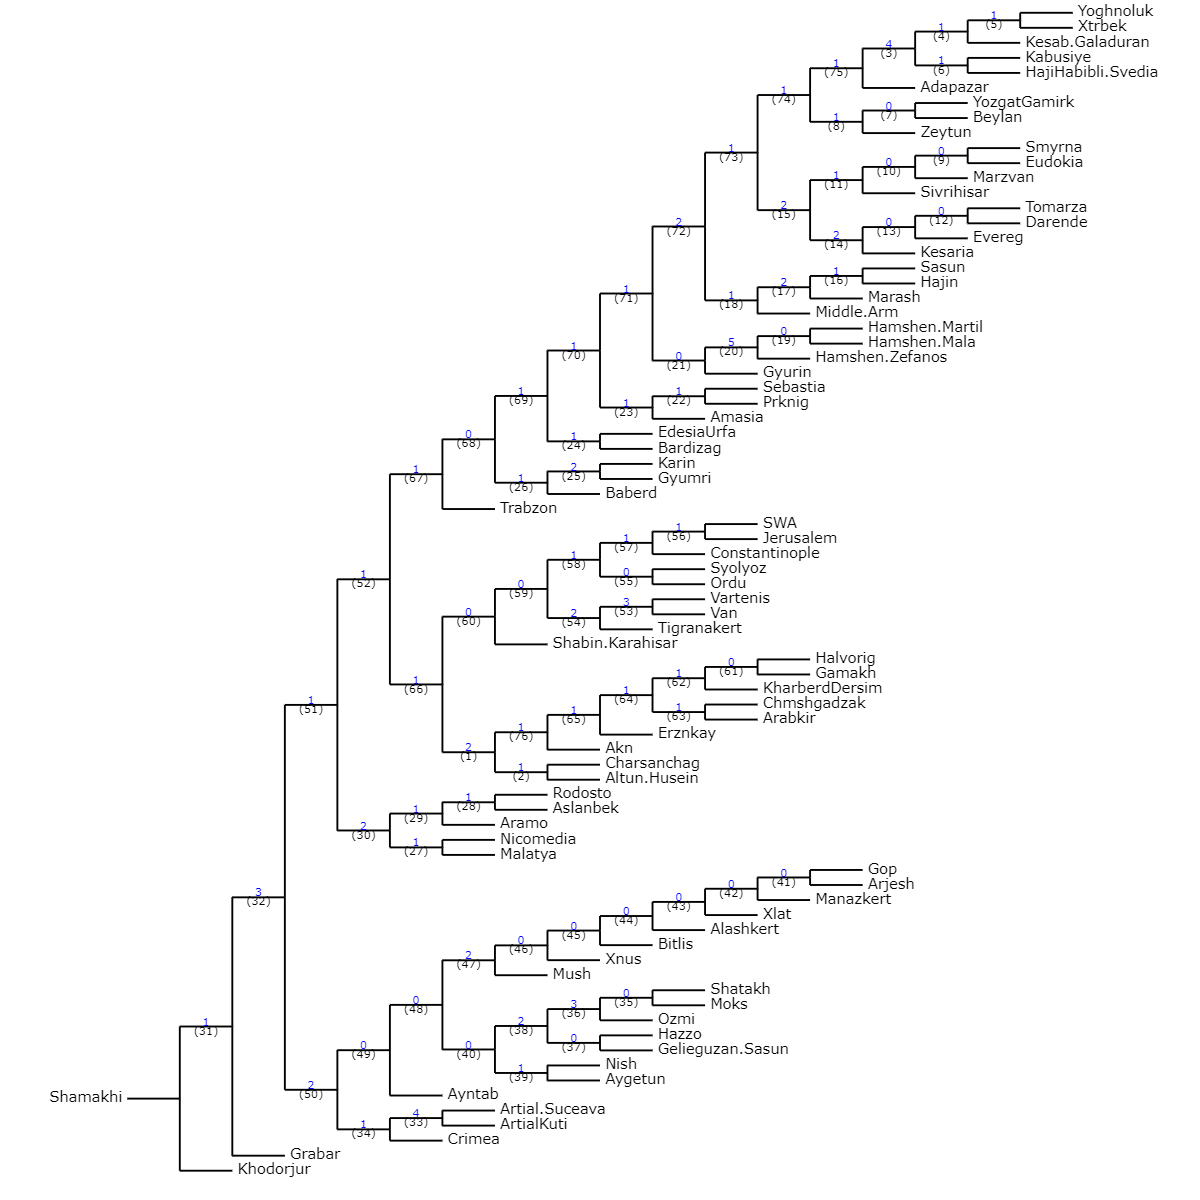 Yoghnoluk
1
(5)
Xtrbek
1
(4)
Kesab.Galaduran
4
(3)
Kabusiye
1
(6)
HajiHabibli.Svedia
1
(75)
Adapazar
1
(74)
YozgatGamirk
0
(7)
Beylan
1
(8)
Zeytun
1
(73)
Smyrna
0
(9)
Eudokia
0
(10)
Marzvan
1
(11)
Sivrihisar
2
(15)
Tomarza
0
(12)
Darende
0
(13)
Evereg
2
(14)
Kesaria
2
(72)
Sasun
1
(16)
Hajin
2
(17)
Marash
1
(18)
Middle.Arm
1
(71)
Hamshen.Martil
0
(19)
Hamshen.Mala
5
(20)
Hamshen.Zefanos
0
(21)
Gyurin
1
(70)
Sebastia
1
(22)
Prknig
1
(23)
Amasia
1
(69)
EdesiaUrfa
1
(24)
Bardizag
0
(68)
Karin
2
(25)
Gyumri
1
(26)
Baberd
1
(67)
Trabzon
1
(52)
SWA
1
(56)
Jerusalem
1
(57)
Constantinople
1
(58)
Syolyoz
0
(55)
Ordu
0
(59)
Vartenis
3
(53)
Van
2
(54)
Tigranakert
0
(60)
Shabin.Karahisar
1
(66)
Halvorig
0
(61)
Gamakh
1
(62)
KharberdDersim
1
(64)
Chmshgadzak
1
(63)
Arabkir
1
(65)
Erznkay
1
(76)
Akn
2
(1)
Charsanchag
1
(2)
Altun.Husein
1
(51)
Rodosto
1
(28)
Aslanbek
1
(29)
Aramo
2
(30)
Nicomedia
1
(27)
Malatya
3
(32)
Gop
0
(41)
Arjesh
0
(42)
Manazkert
0
(43)
Xlat
0
(44)
Alashkert
0
(45)
Bitlis
0
(46)
Xnus
2
(47)
Mush
0
(48)
Shatakh
0
(35)
Moks
3
(36)
Ozmi
2
(38)
Hazzo
0
(37)
Gelieguzan.Sasun
0
(40)
Nish
1
(39)
Aygetun
0
(49)
Ayntab
2
(50)
Artial.Suceava
4
(33)
ArtialKuti
1
(34)
Crimea
1
(31)
Shamakhi
Grabar
Khodorjur